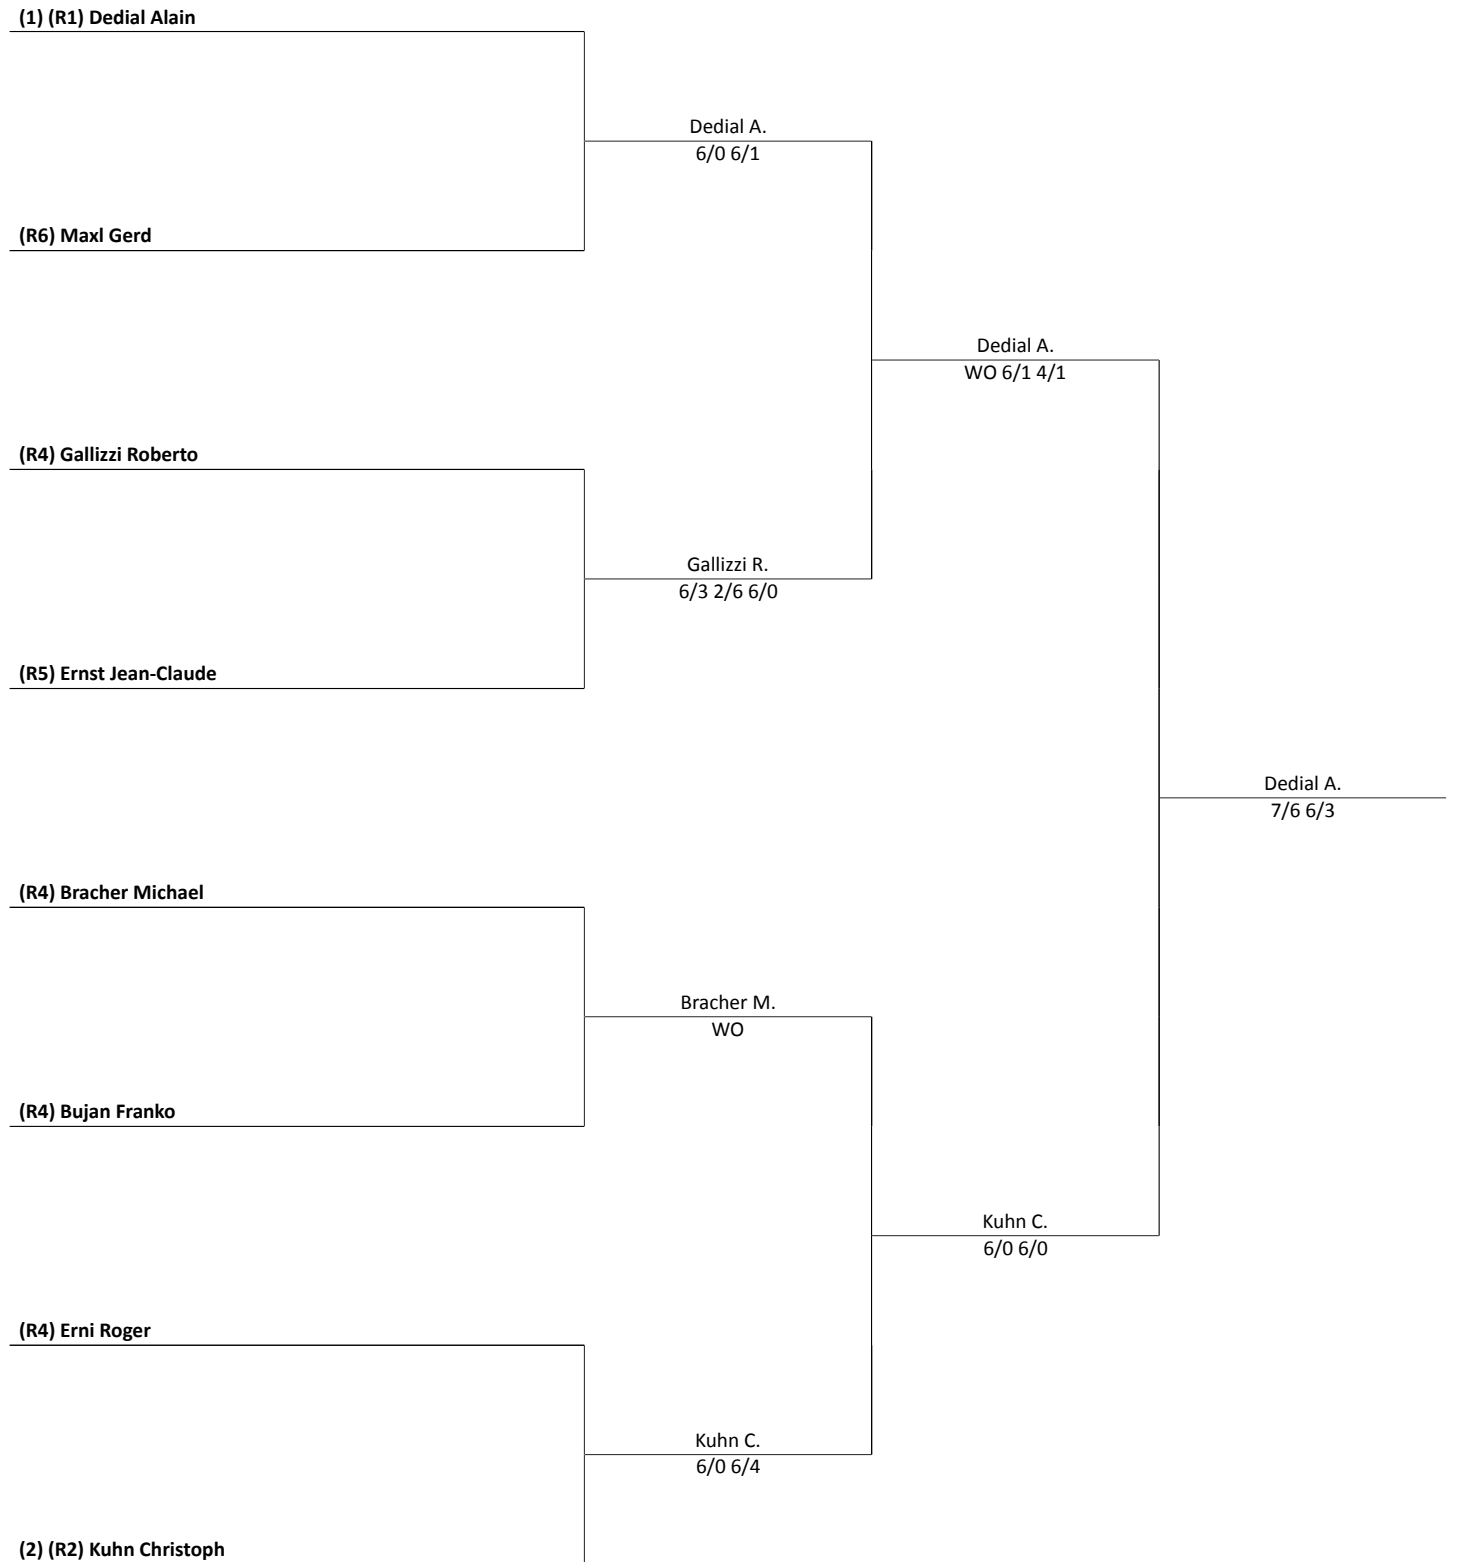 (1) (R1) Dedial Alain
Dedial A.
6/0 6/1
(R6) Maxl Gerd
Dedial A.
WO 6/1 4/1
(R4) Gallizzi Roberto
Gallizzi R.
6/3 2/6 6/0
(R5) Ernst Jean-Claude
Dedial A.
7/6 6/3
(R4) Bracher Michael
Bracher M.
WO
(R4) Bujan Franko
Kuhn C.
6/0 6/0
(R4) Erni Roger
Kuhn C.
6/0 6/4
(2) (R2) Kuhn Christoph